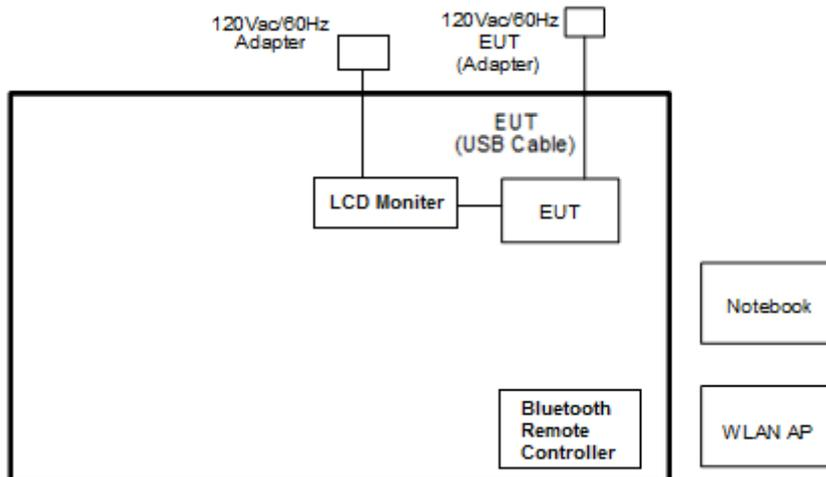 120Vac/60Hz
Adapter
120Vac/60Hz
EUT
(Adapter)
EUT
(USB Cable)
LCD Moniter
EUT
Notebook
Bluetooth
Remote
Controller
WLAN AP